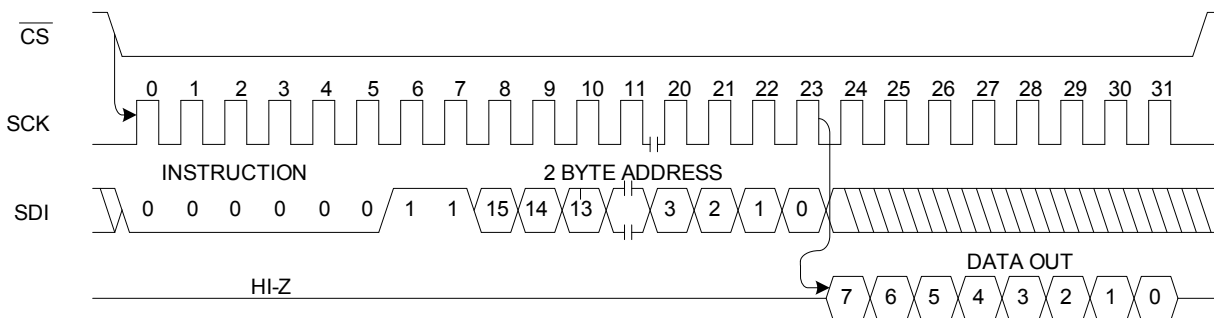 CS
0 1 2 3 4 5 6 7 8 9 10 11 20 21 22 23 24 25 26 27 28 29 30 31
SCK
INSTRUCTION 2 BYTE ADDRESS
SDI 0 0 0 0 0 0 1 1 15 14 13 3 2 1 0
HI-Z DATA OUT
7 6 5 4 3 2 1 0